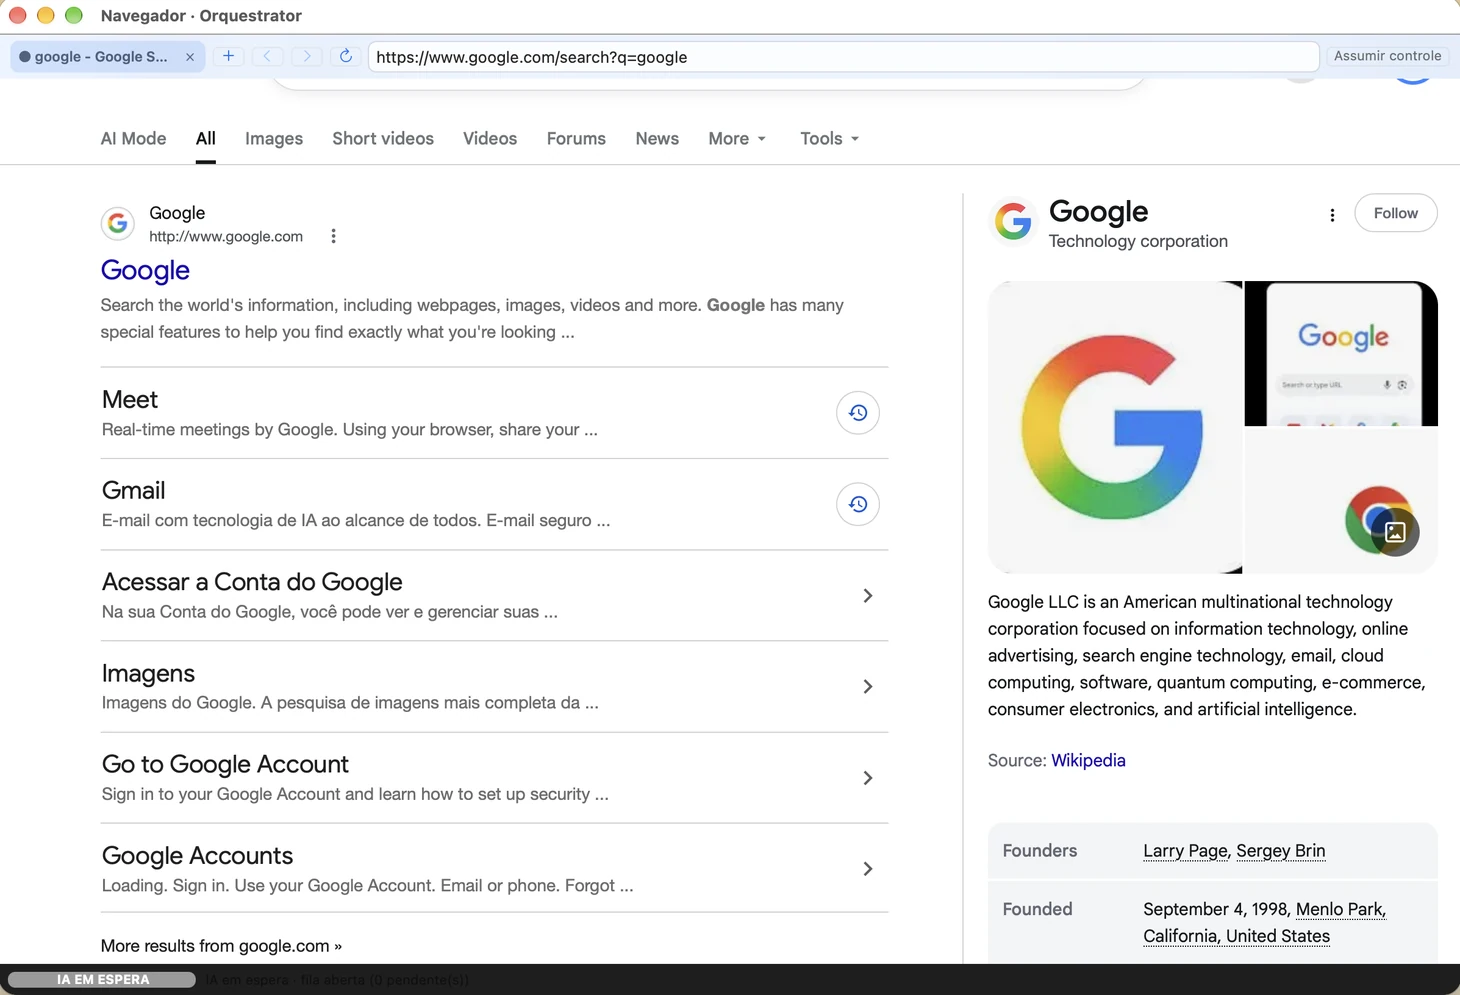 Navegador · Orquestrator
google - Google S...
https://www.google.com/search?q=google
Assumir controle
AI Mode
All
Images
Short videos
Videos
Forums
News
More
Tools
Google
http://www.google.com
Google
Search the world's information, including webpages, images, videos and more. Google has many
special features to help you find exactly what you're looking ...
Meet
Real-time meetings by Google. Using your browser, share your ...
Gmail
E-mail com tecnologia de IA ao alcance de todos. E-mail seguro ...
Acessar a Conta do Google
Na sua Conta do Google, você pode ver e gerenciar suas ...
Imagens
Imagens do Google. A pesquisa de imagens mais completa da ...
Go to Google Account
Sign in to your Google Account and learn how to set up security ...
Google Accounts
Loading. Sign in. Use your Google Account. Email or phone. Forgot ...
More results from google.com »
Google
Technology corporation
Follow
Google
Search or type URL
Google LLC is an American multinational technology
corporation focused on information technology, online
advertising, search engine technology, email, cloud
computing, software, quantum computing, e-commerce,
consumer electronics, and artificial intelligence.
Source: Wikipedia
Founders
Larry Page, Sergey Brin
Founded
September 4, 1998, Menlo Park,
California, United States
IA EM ESPERA
IA em espera · fila aberta (0 pendente(s))